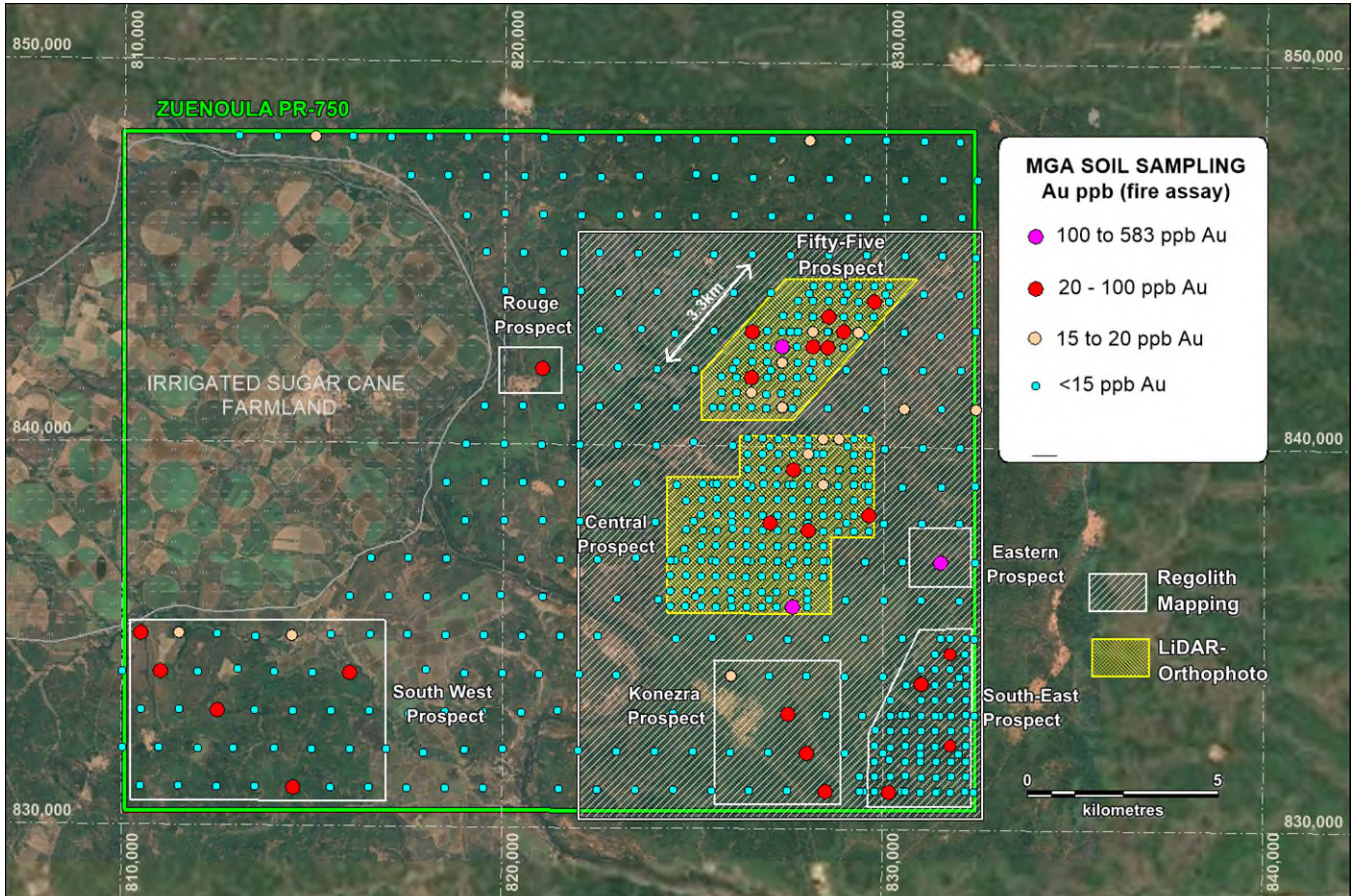 810,000
820,000
830,000
850,000
850,000
ZUENOULA PR-750
MGA SOIL SAMPLING
Au ppb (fire assay)
100 to 583 ppb Au
20 - 100 ppb Au
15 to 20 ppb Au
<15 ppb Au
Fifty-Five
Prospect
3.3km
Rouge
Prospect
IRRIGATED SUGAR CANE
FARMLAND
840,000
840,000
Central
Prospect
Eastern
Prospect
Regolith
Mapping
LiDAR-
Orthophoto
South West
Prospect
Konezra
Prospect
South-East
Prospect
0
5
kilometres
830,000
830,000
810,000
820,000
830,000
840,000